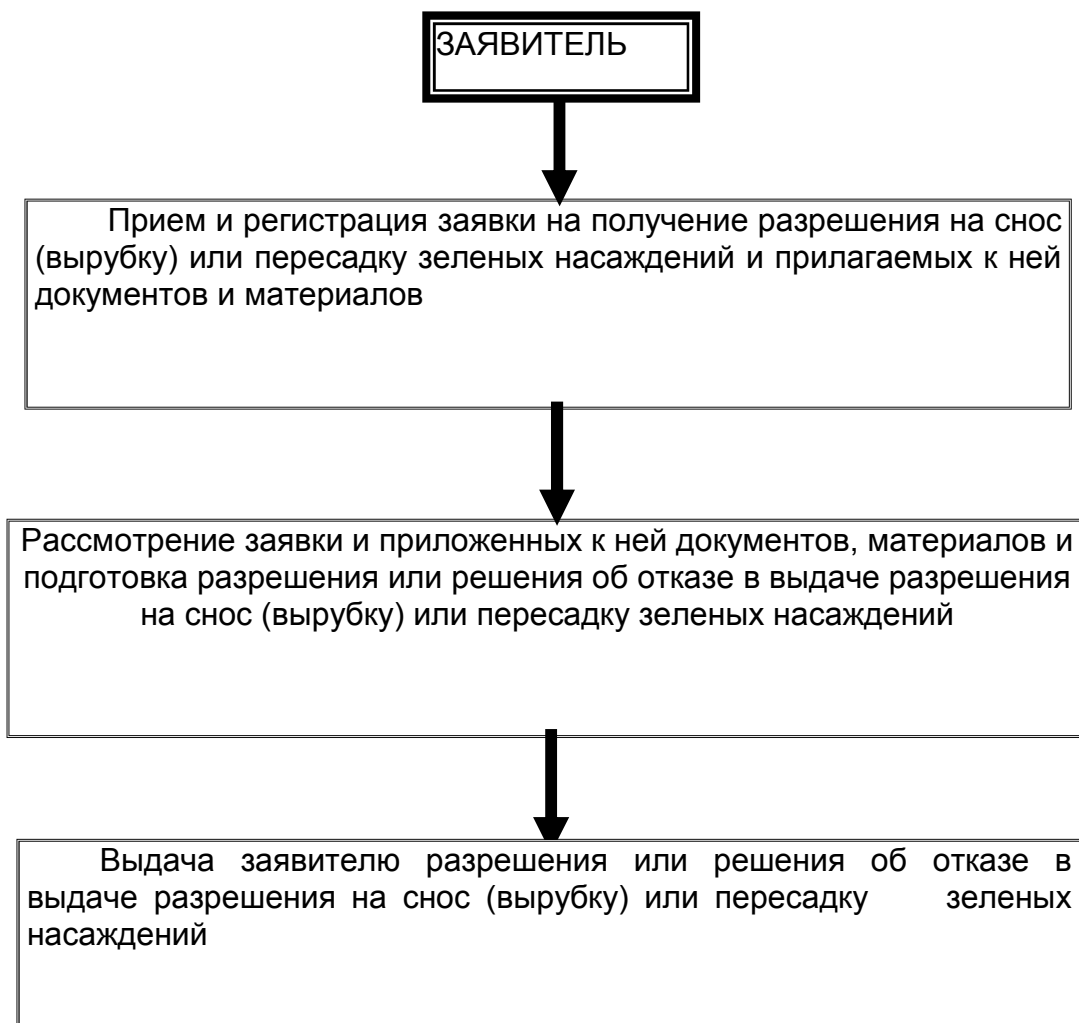 ЗАЯВИТЕЛЬ
Прием и регистрация заявки на получение разрешения на снос
(вырубку) или пересадку зеленых насаждений и прилагаемых к ней
документов и материалов
Рассмотрение заявки и приложенных к ней документов, материалов и
подготовка разрешения или решения об отказе в выдаче разрешения
на снос (вырубку) или пересадку зеленых насаждений
Выдача заявителю разрешения или решения об отказе в
выдаче разрешения на снос (вырубку) или пересадку зеленых
насаждений